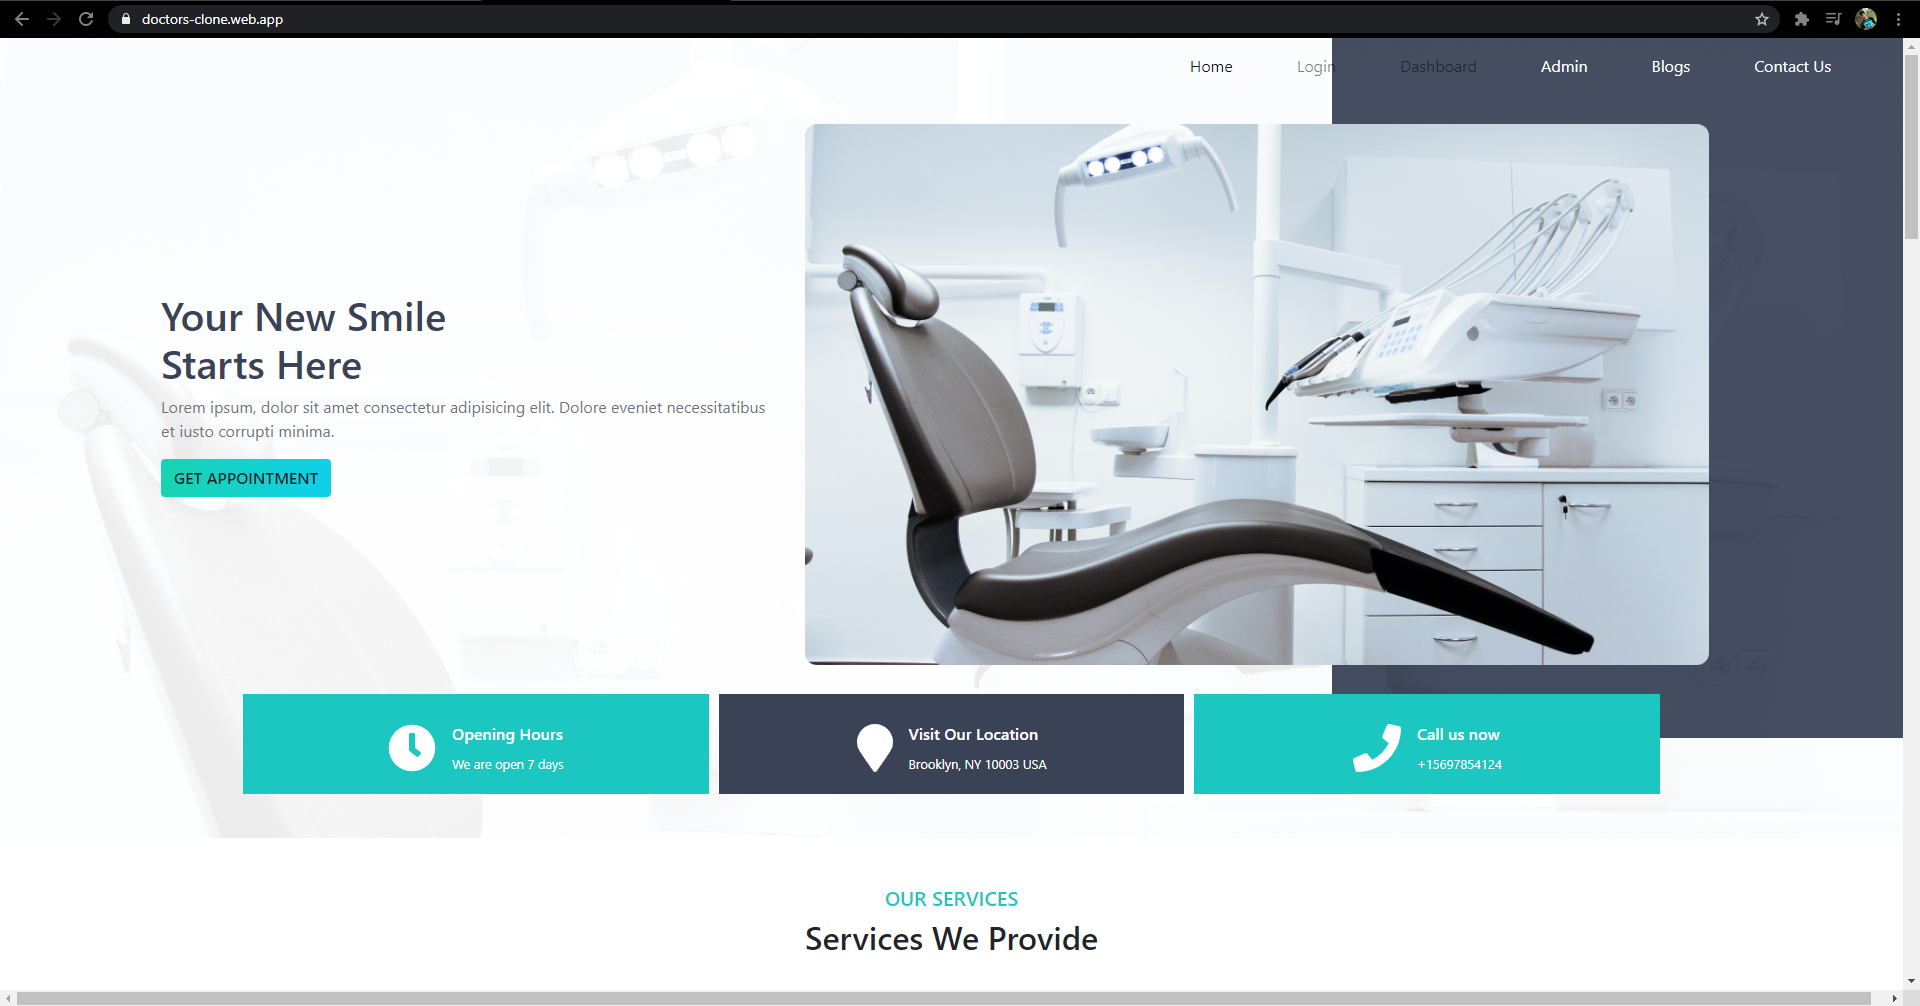 doctors-clone.web.app
Home Login Dashboard Admin Blogs Contact Us
Your New Smile
Starts Here
Lorem ipsum, dolor sit amet consectetur adipisicing elit. Dolore eveniet necessitatibus
et iusto corrupti minima.
GET APPOINTMENT
Opening Hours
We are open 7 days
Visit Our Location
Brooklyn, NY 10003 USA
Call us now
+15697854124
OUR SERVICES
Services We Provide